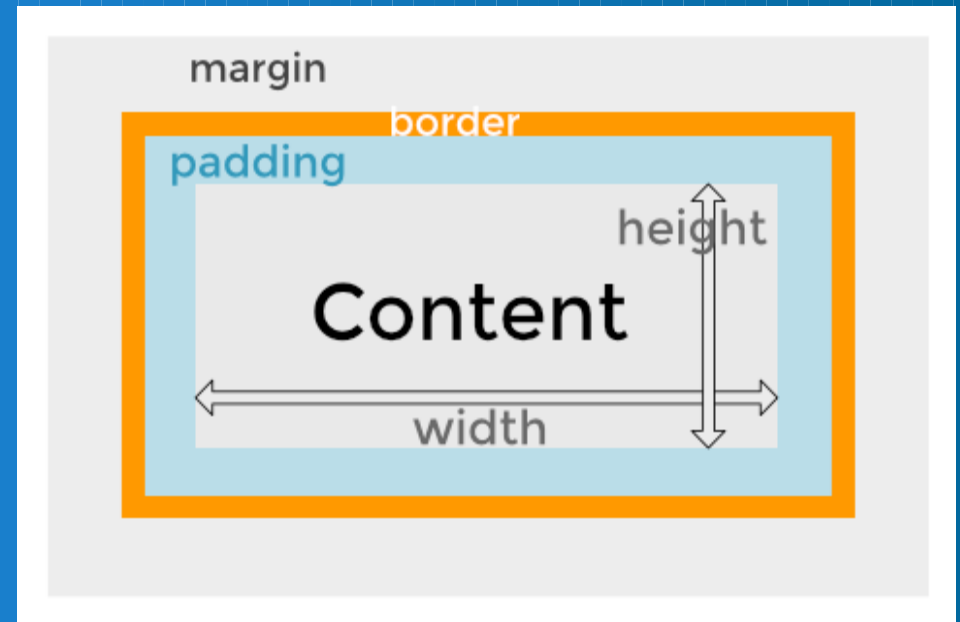 margin
border
padding
height
Content
width